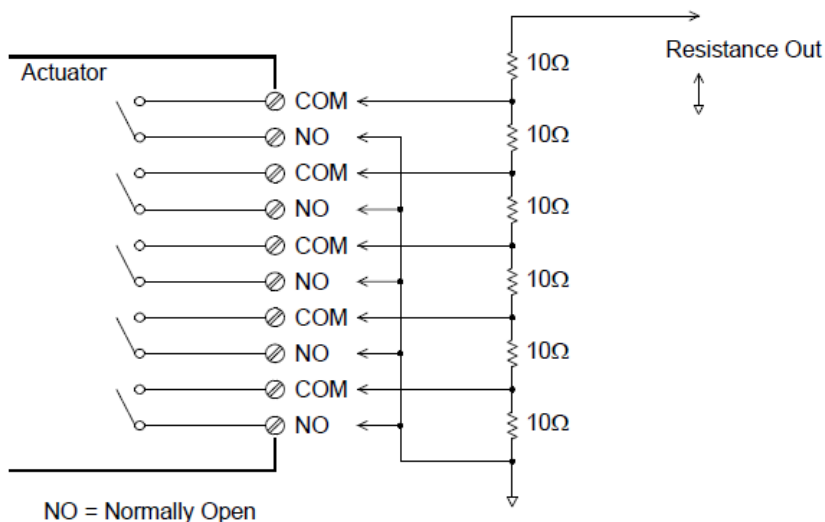 Actuator
COM
NO
COM
NO
COM
NO
COM
NO
COM
NO
10Ω
10Ω
10Ω
10Ω
10Ω
10Ω
Resistance Out
NO = Normally Open